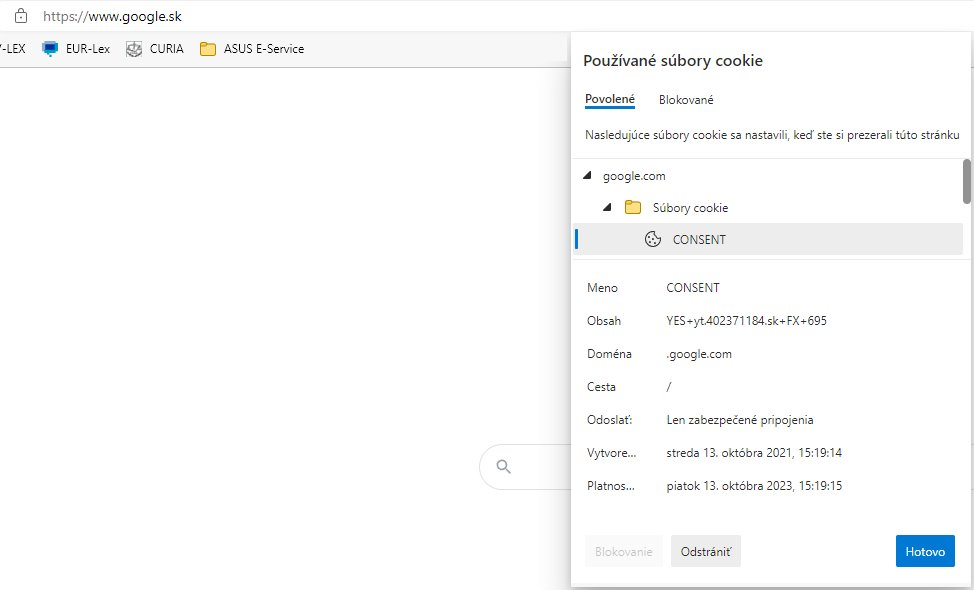 https://www.google.sk
-LEX EUR-Lex CURIA ASUS E-Service
Používané súbory cookie
Povolené Blokované
Nasledujúce súbory cookie sa nastavili, keď ste si prezerali túto stránku
google.com
Súbory cookie
CONSENT
Meno CONSENT
Obsah YES+yt.402371184.sk+FX+695
Doména .google.com
Cesta /
Odoslať: Len zabezpečené pripojenia
Vytvore... streda 13. októbra 2021, 15:19:14
Platnos... piatok 13. októbra 2023, 15:19:15
Blokovanie Odstrániť Hotovo